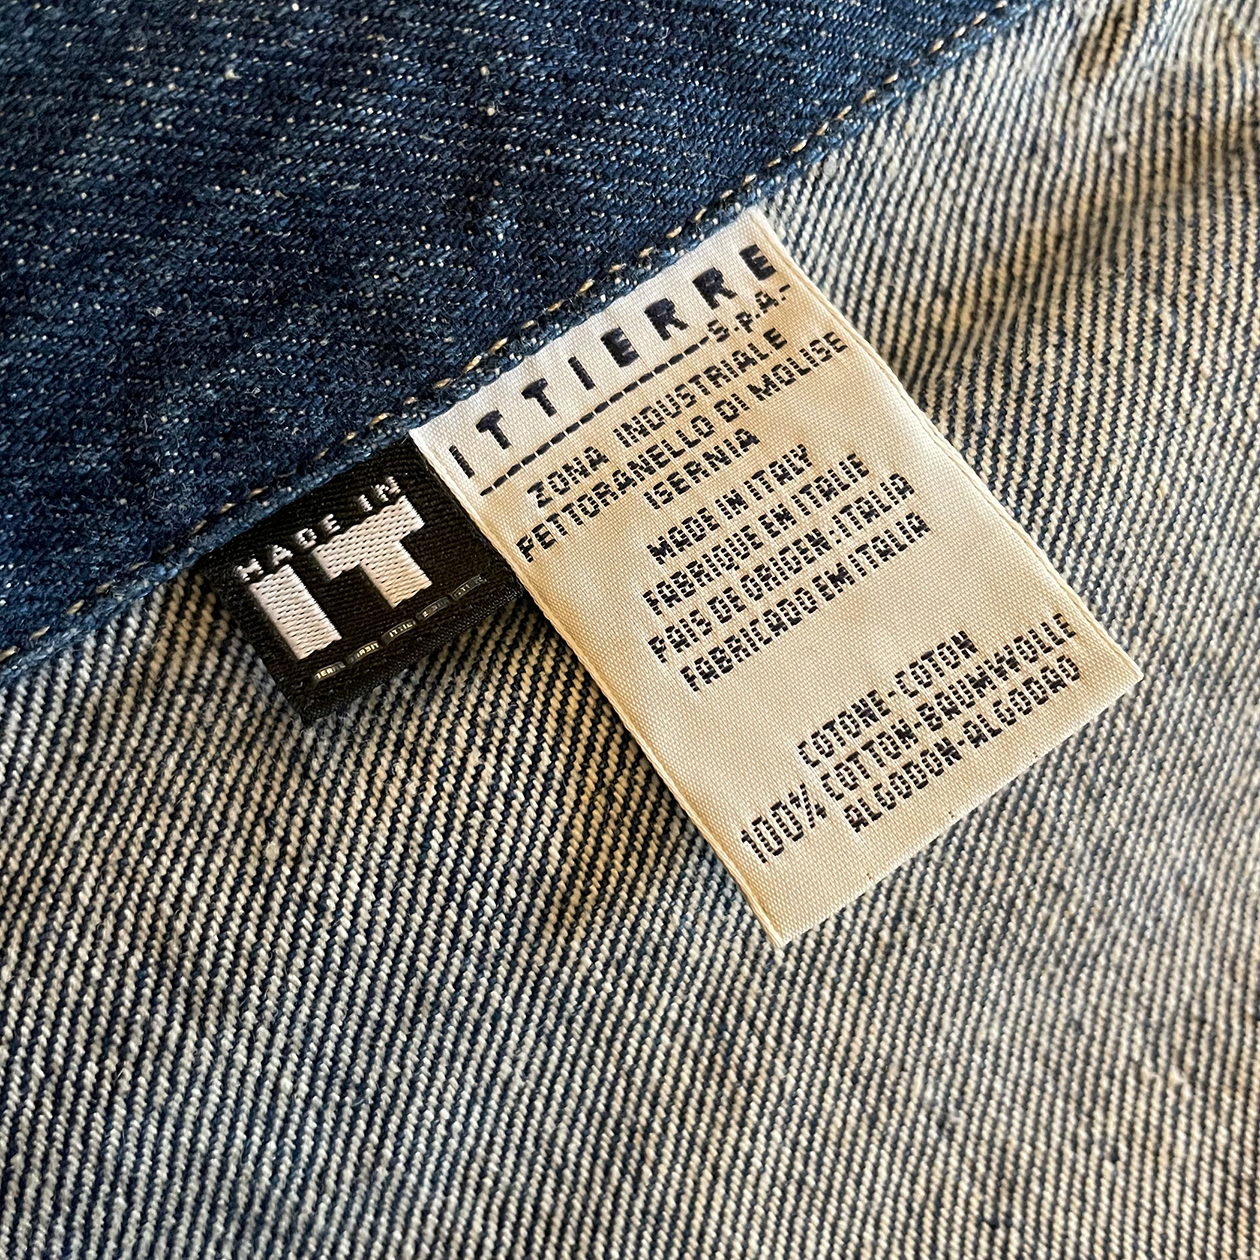 MADE IN
IT
ITTIERRE
S.p.A.-
ZONA INDUSTRIALE
PETTORANELLO DI MOLISE
ISERNIA
MADE IN ITALY
FABRIQUE EN ITALIE
PAIS DE ORIGEN:ITALIA
FABRICADO EM ITALIA
COTONE-COTON
100% COTTON-BAUMWOLLE
ALGODON-ALGODAO